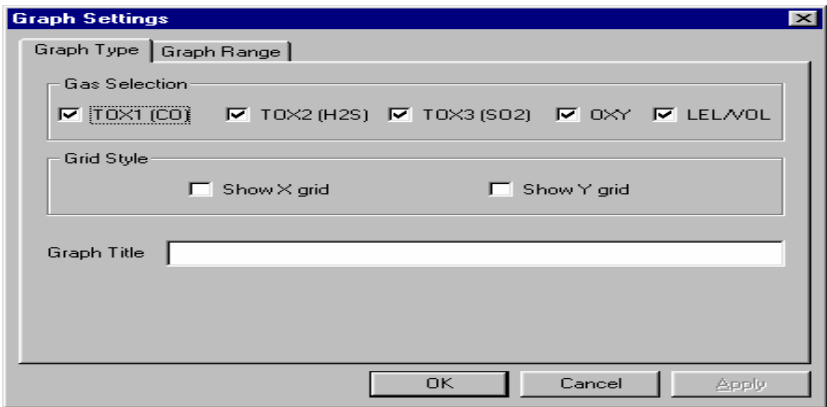 Graph Settings
Graph Type Graph Range
Gas Selection
TOX1 (CO) TOX2 (H2S) TOX3 (SO2) OXY LEL/VOL
Grid Style
Show X grid Show Y grid
Graph Title
OK Cancel Apply